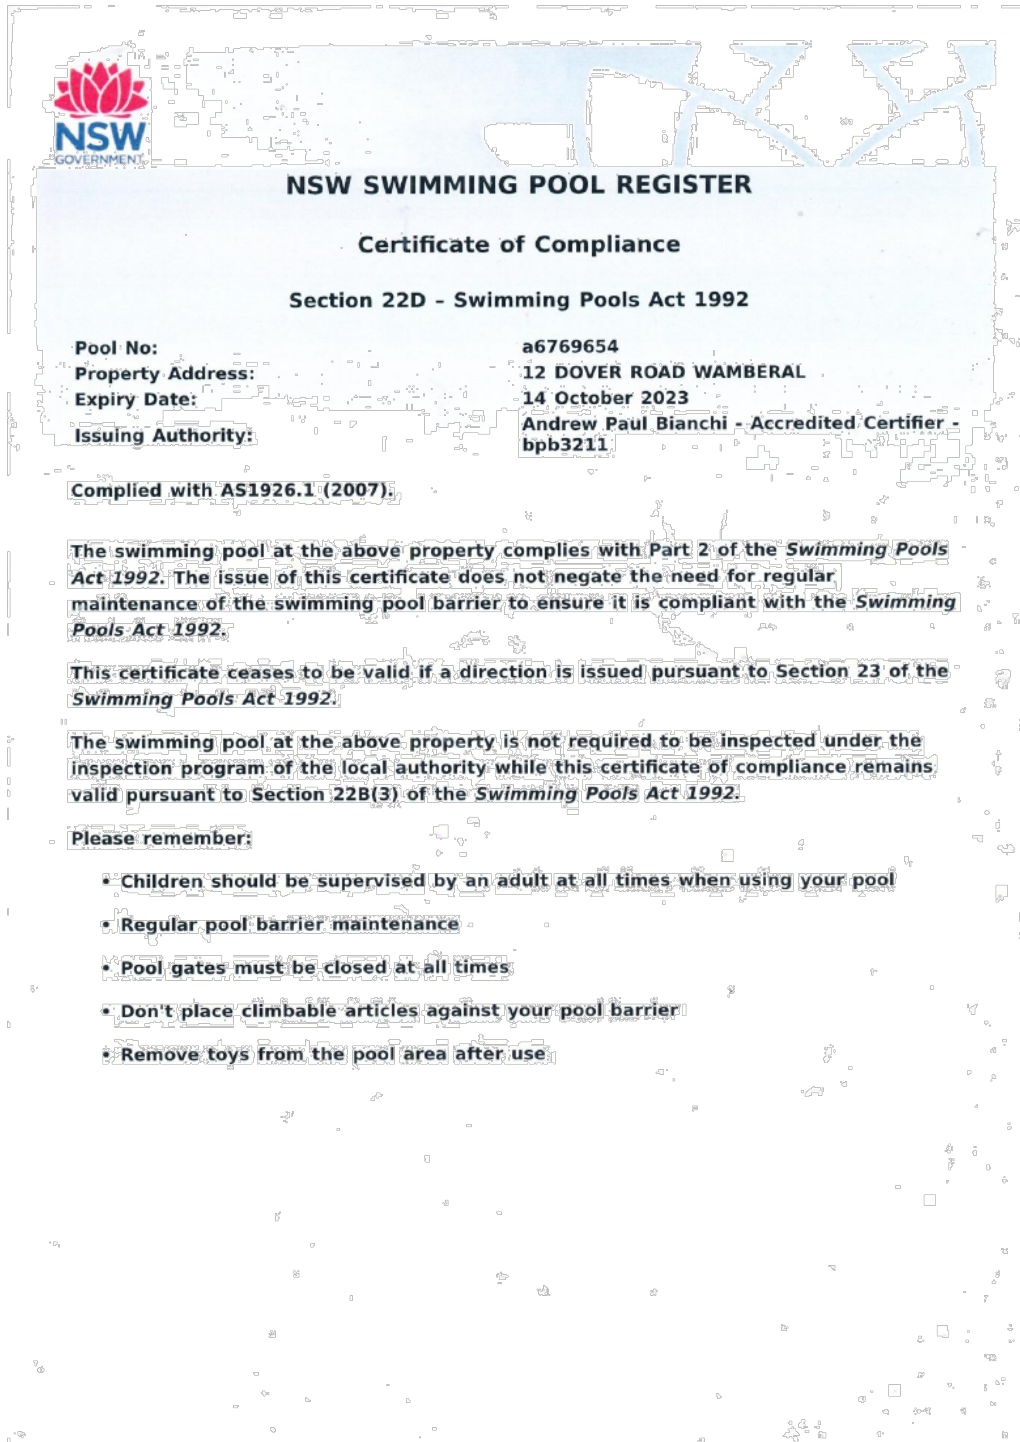 NSW
GOVERNMENT
NSW SWIMMING POOL REGISTER
Certificate of Compliance
Section 22D – Swimming Pools Act 1992
Pool No: a6769654
Property Address: 12 DOVER ROAD WAMBERAL
Expiry Date: 14 October 2023
Issuing Authority: Andrew Paul Bianchi - Accredited Certifier -
bpb3211
Complied with AS1926.1 (2007).
The swimming pool at the above property complies with Part 2 of the Swimming Pools
Act 1992. The issue of this certificate does not negate the need for regular
maintenance of the swimming pool barrier to ensure it is compliant with the Swimming
Pools Act 1992.
This certificate ceases to be valid if a direction is issued pursuant to Section 23 of the
Swimming Pools Act 1992.
The swimming pool at the above property is not required to be inspected under the
inspection program of the local authority while this certificate of compliance remains
valid pursuant to Section 22B(3) of the Swimming Pools Act 1992.
Please remember:
• Children should be supervised by an adult at all times when using your pool
• Regular pool barrier maintenance
• Pool gates must be closed at all times
• Don't place climbable articles against your pool barrier
• Remove toys from the pool area after use